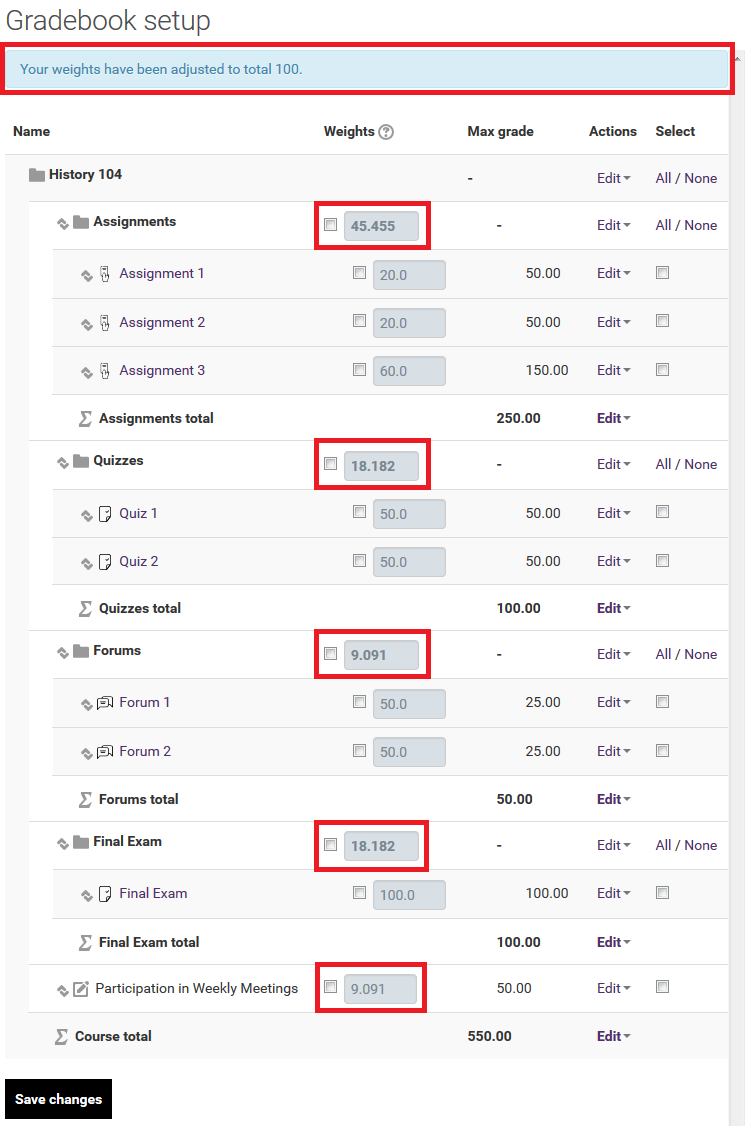 Gradebook setup
Your weights have been adjusted to total 100.
Name Weights ? Max grade Actions Select
History 104 - Edit All / None
Assignments 45.455 - Edit All / None
Assignment 1 20.0 50.00 Edit
Assignment 2 20.0 50.00 Edit
Assignment 3 60.0 150.00 Edit
Σ Assignments total 250.00 Edit
Quizzes 18.182 - Edit All / None
Quiz 1 50.0 50.00 Edit
Quiz 2 50.0 50.00 Edit
Σ Quizzes total 100.00 Edit
Forums 9.091 - Edit All / None
Forum 1 50.0 25.00 Edit
Forum 2 50.0 25.00 Edit
Σ Forums total 50.00 Edit
Final Exam 18.182 - Edit All / None
Final Exam 100.0 100.00 Edit
Σ Final Exam total 100.00 Edit
Participation in Weekly Meetings 9.091 50.00 Edit
Σ Course total 550.00 Edit
Save changes